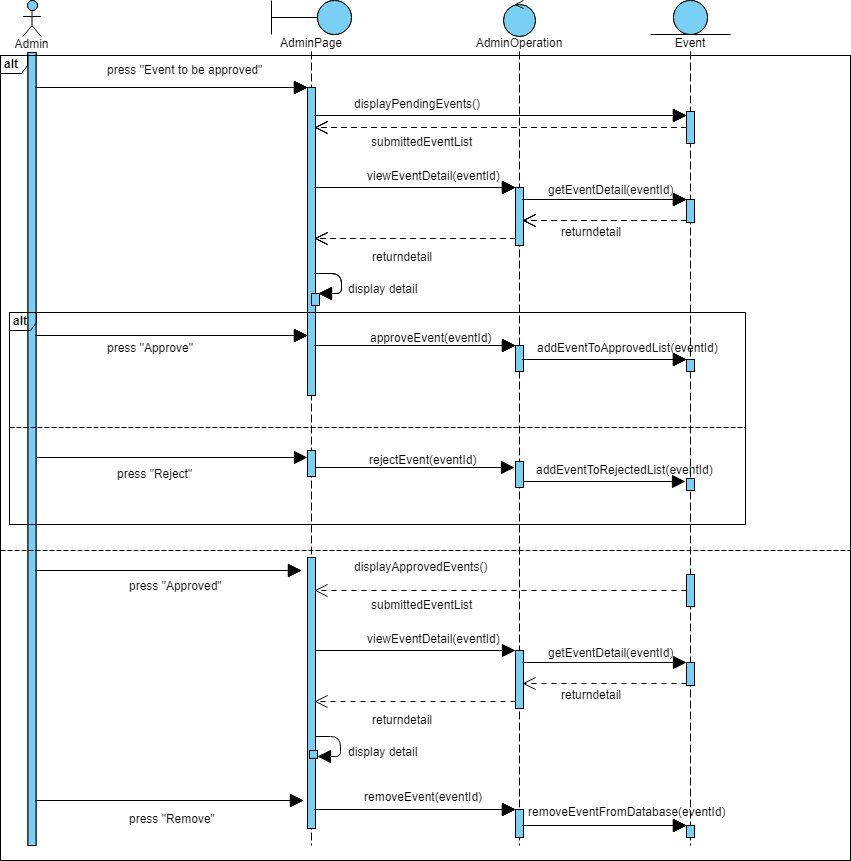 Admin
AdminPage
AdminOperation
Event
alt
press "Event to be approved"
displayPendingEvents()
submittedEventList
viewEventDetail(eventId)
getEventDetail(eventId)
returndetail
returndetail
display detail
alt
press "Approve"
approveEvent(eventId)
addEventToApprovedList(eventId)
press "Reject"
rejectEvent(eventId)
addEventToRejectedList(eventId)
displayApprovedEvents()
press "Approved"
submittedEventList
viewEventDetail(eventId)
getEventDetail(eventId)
returndetail
returndetail
display detail
removeEvent(eventId)
press "Remove"
removeEventFromDatabase(eventId)